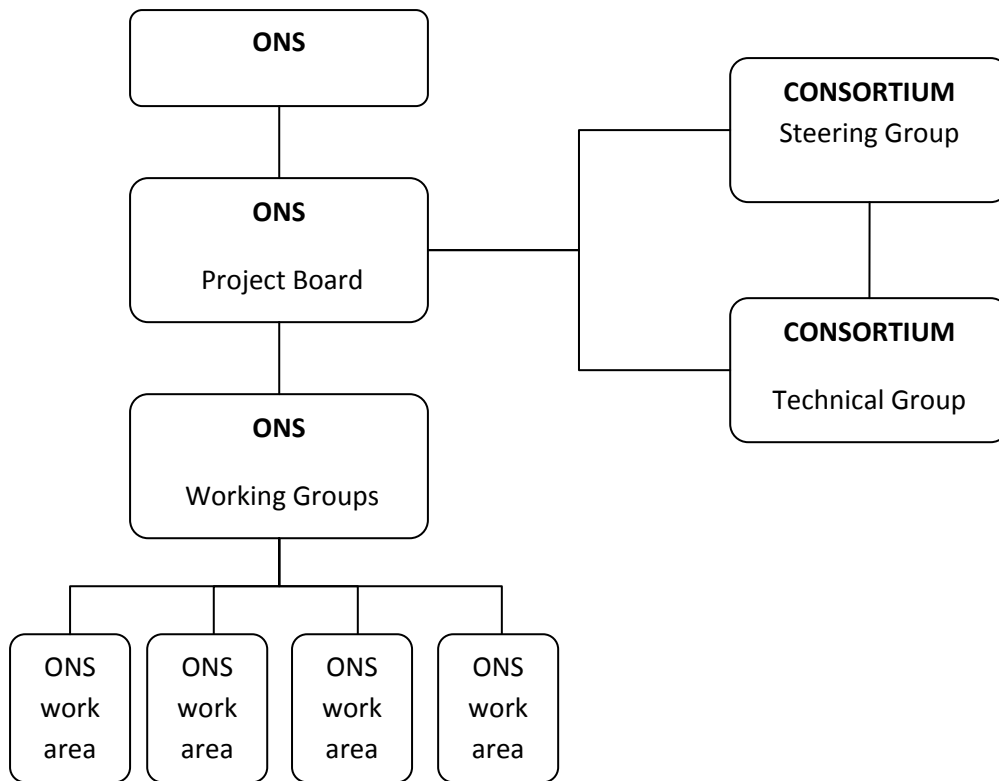 ONS
CONSORTIUM
Steering Group
ONS
Project Board
CONSORTIUM
Technical Group
ONS
Working Groups
ONS
work
area
ONS
work
area
ONS
work
area
ONS
work
area